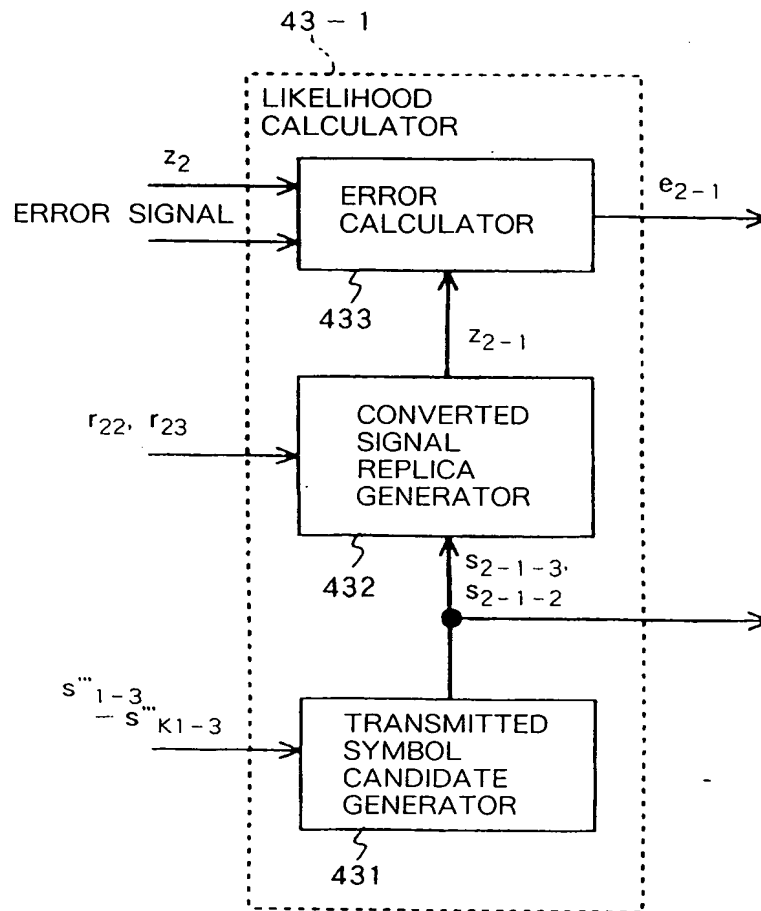 43-1
LIKELIHOOD
CALCULATOR
z2
ERROR SIGNAL
ERROR
CALCULATOR
e2-1
433
z2-1
r22, r23
CONVERTED
SIGNAL
REPLICA
GENERATOR
432
s2-1-3,
s2-1-2
s'''1-3
– s'''K1-3
TRANSMITTED
SYMBOL
CANDIDATE
GENERATOR
431